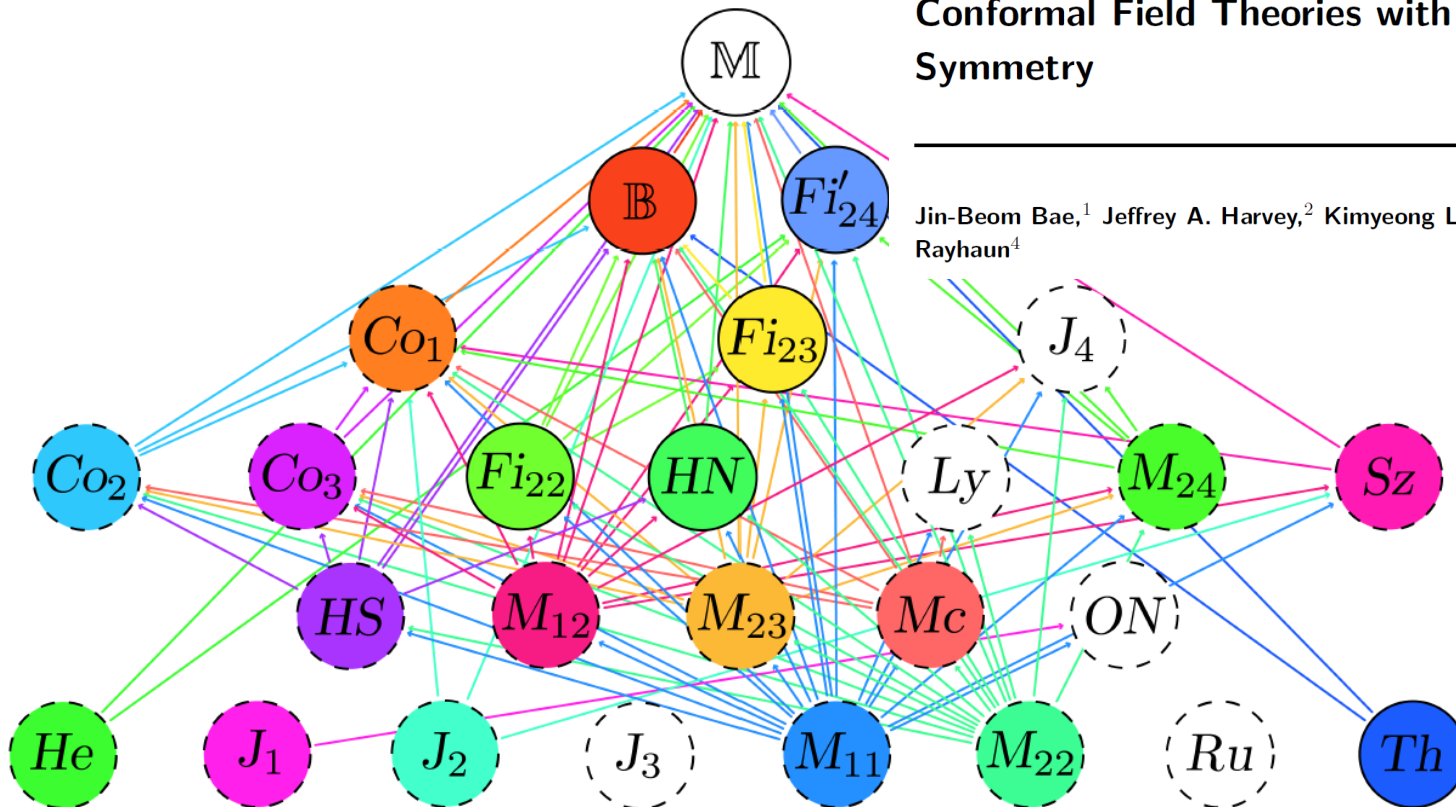 Conformal Field Theories with
Symmetry
𝕄
𝔹
Fi′₂₄
Jin-Beom Bae,¹ Jeffrey A. Harvey,² Kimyeong L
Rayhaun⁴
Co₁
Fi₂₃
J₄
Co₂
Co₃
Fi₂₂
HN
Ly
M₂₄
Sz
HS
M₁₂
M₂₃
Mc
ON
He
J₁
J₂
J₃
M₁₁
M₂₂
Ru
Th